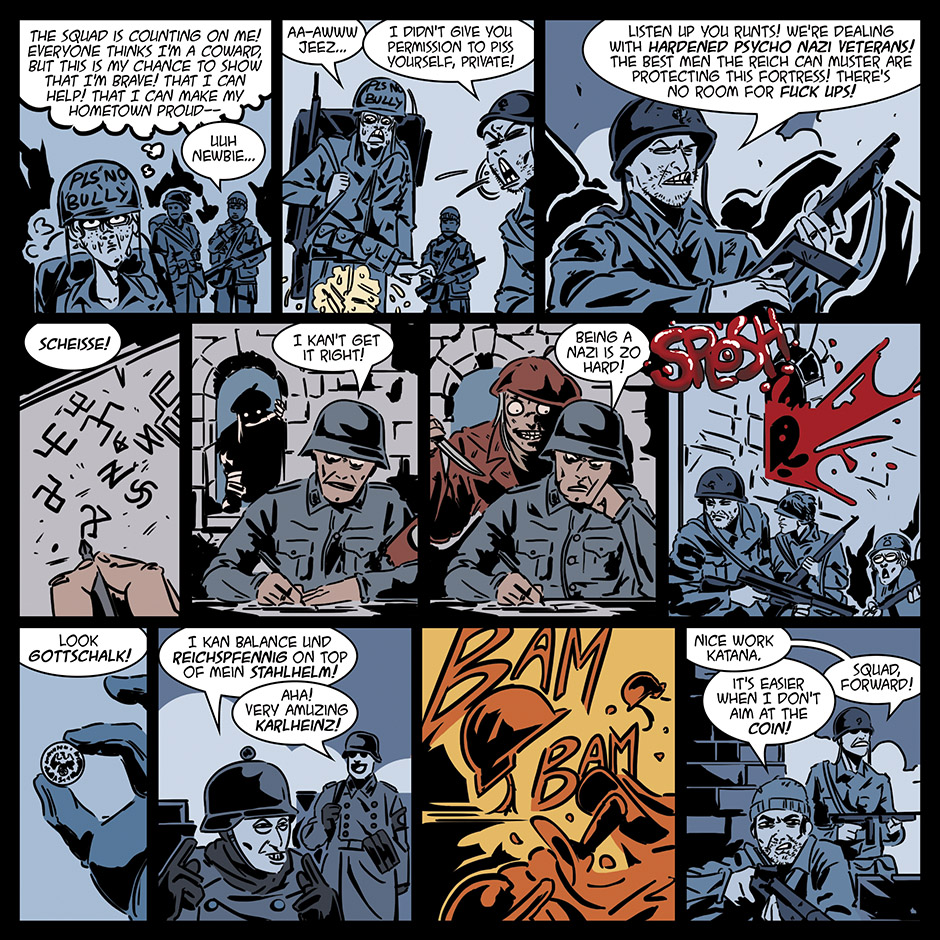 THE SQUAD IS COUNTING ON ME!
EVERYONE THINKS I'M A COWARD,
BUT THIS IS MY CHANCE TO SHOW
THAT I'M BRAVE! THAT I CAN
HELP! THAT I CAN MAKE MY
HOMETOWN PROUD--
UUH
NEWBIE...
PLS NO
BULLY
AA-AWWW
JEEZ...
I DIDN'T GIVE YOU
PERMISSION TO PISS
YOURSELF, PRIVATE!
PLS NO
BULLY
LISTEN UP YOU RUNTS! WE'RE DEALING
WITH HARDENED PSYCHO NAZI VETERANS!
THE BEST MEN THE REICH CAN MUSTER ARE
PROTECTING THIS FORTRESS! THERE'S
NO ROOM FOR FUCK UPS!
SCHEISSE!
I KAN'T GET
IT RIGHT!
BEING A
NAZI IS ZO
HARD!
SPLOSH
LOOK
GOTTSCHALK!
I KAN BALANCE UND
REICHSPFENNIG ON TOP
OF MEIN STAHLHELM!
AHA!
VERY AMUZING
KARLHEINZ!
BAM
BAM
NICE WORK
KATANA.
IT'S EASIER
WHEN I DON'T
AIM AT THE
COIN!
SQUAD,
FORWARD!